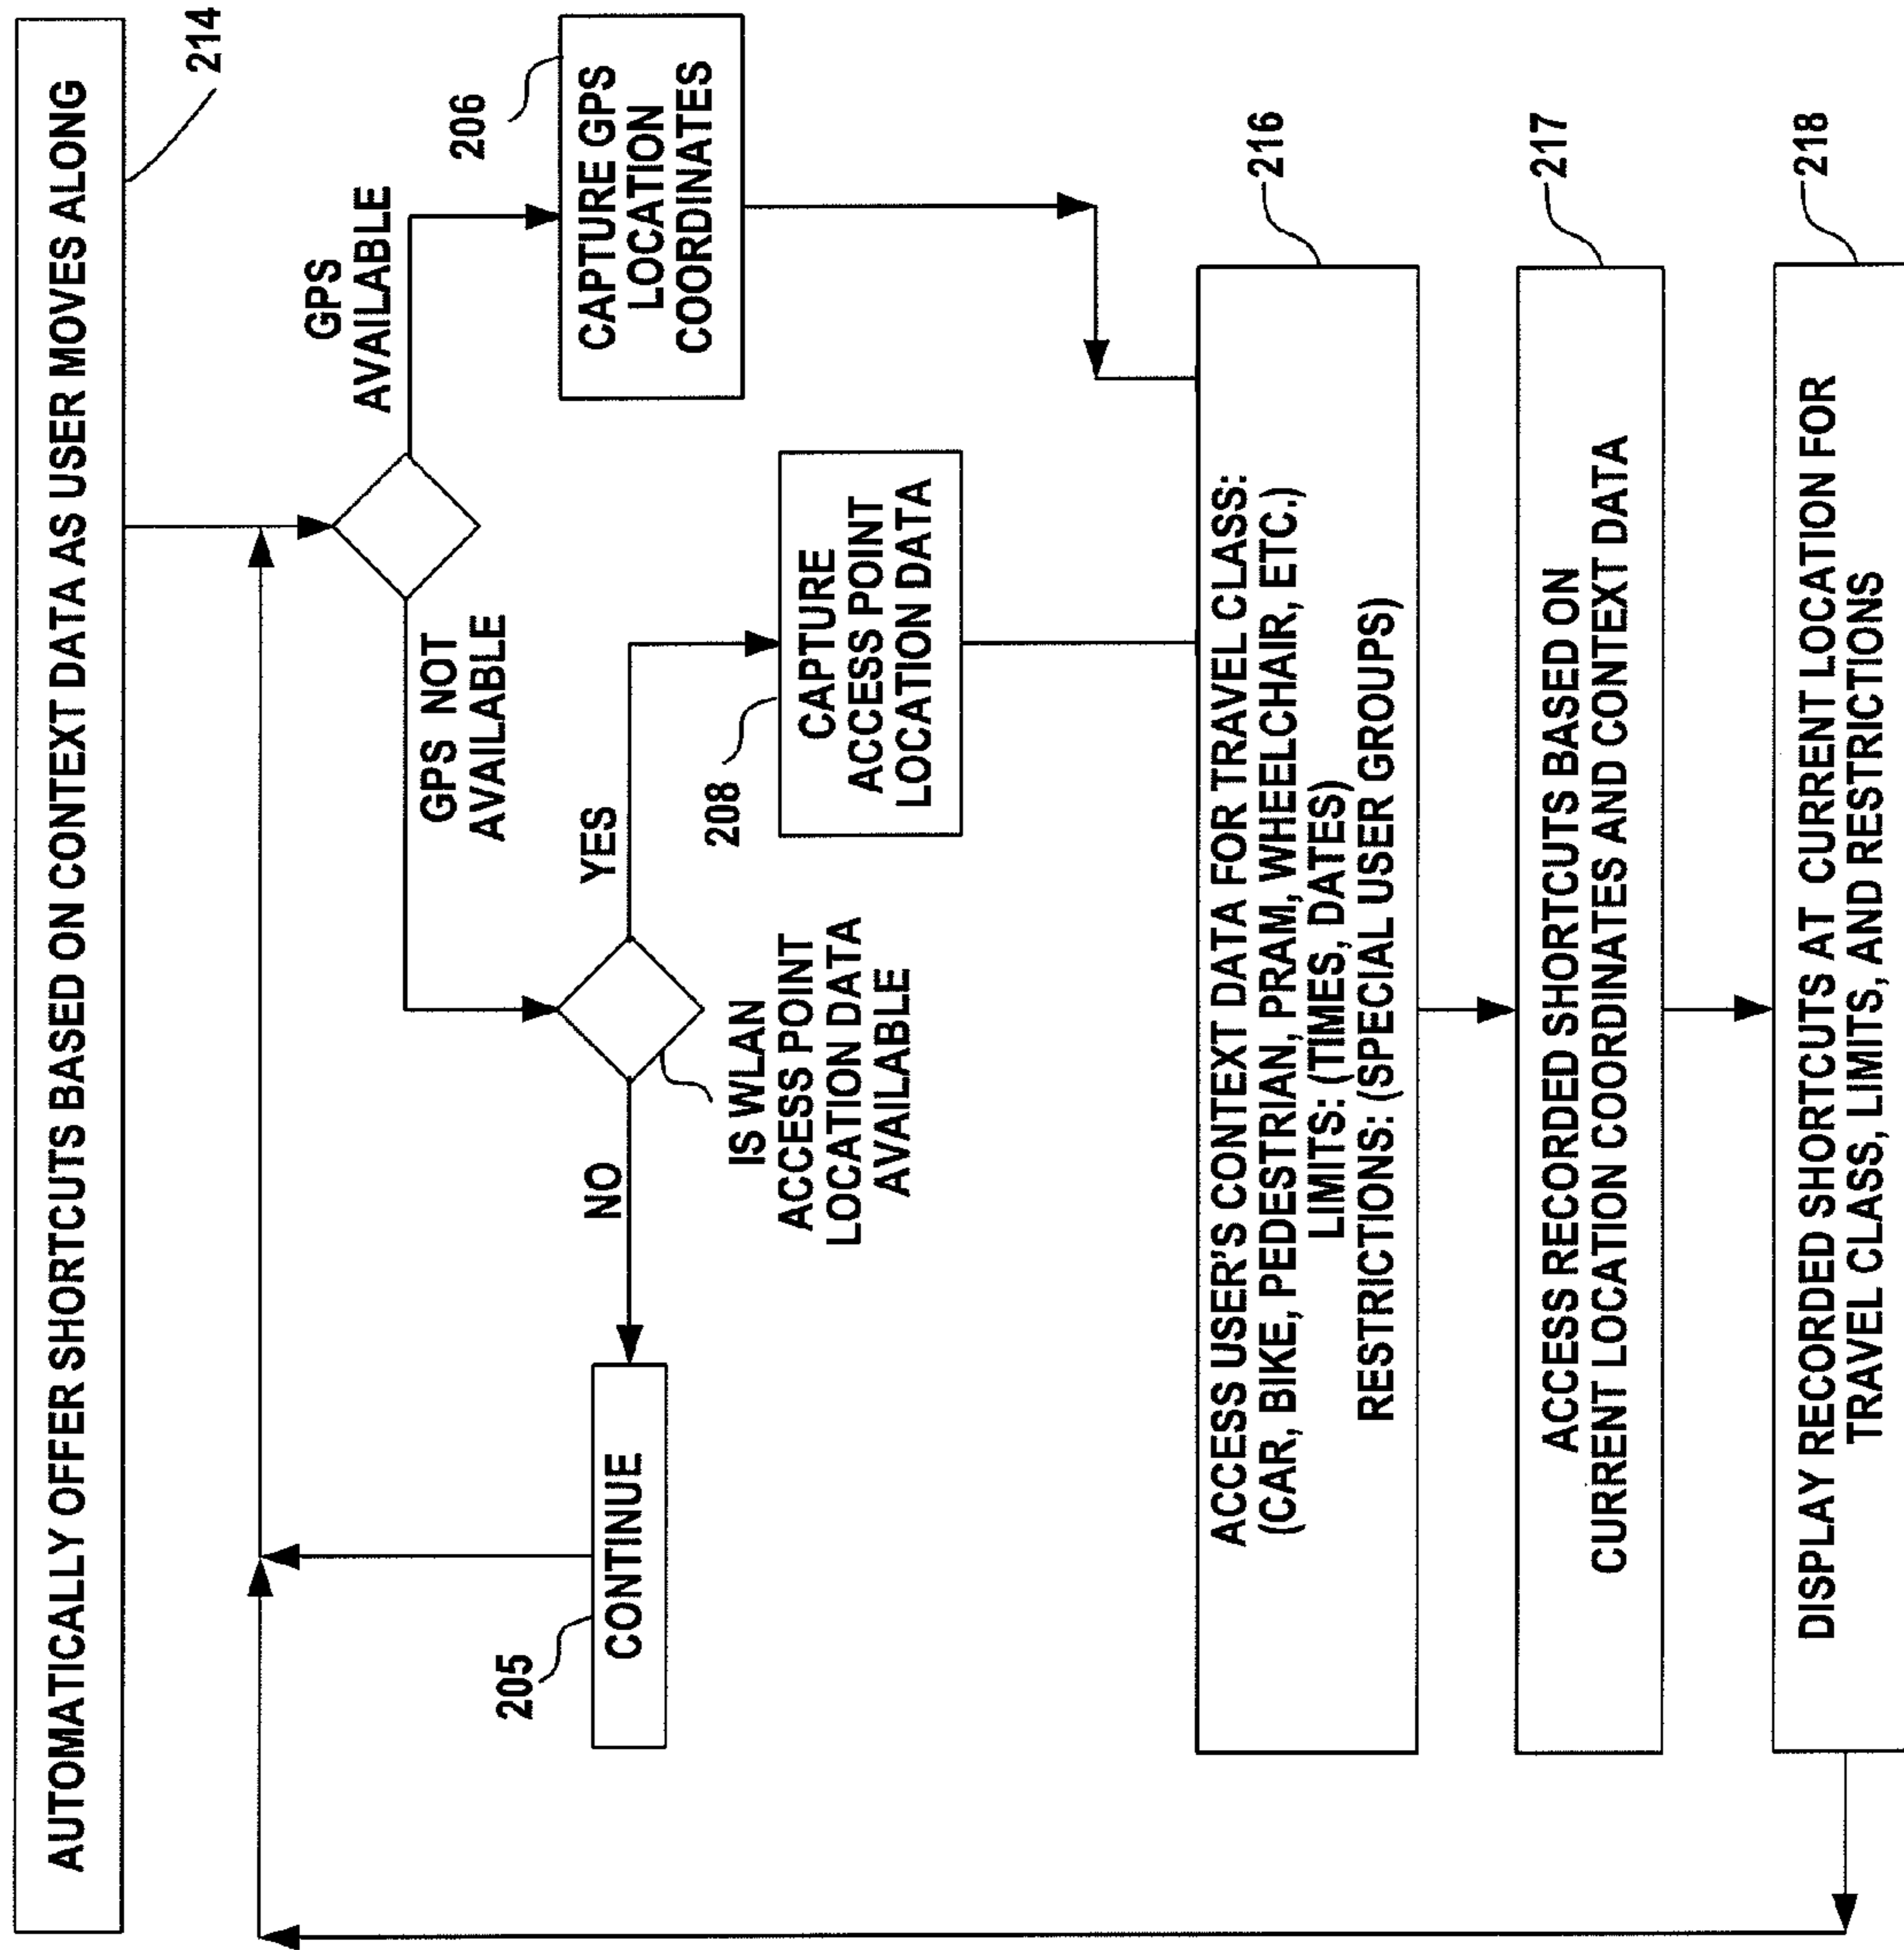 AUTOMATICALLY OFFER SHORTCUTS BASED ON CONTEXT DATA AS USER MOVES ALONG
214
GPS
AVAILABLE
206
CAPTURE GPS
LOCATION
COORDINATES
GPS NOT
AVAILABLE
YES
NO
IS WLAN
ACCESS POINT
LOCATION DATA
AVAILABLE
208
CAPTURE
ACCESS POINT
LOCATION DATA
205
CONTINUE
216
ACCESS USER'S CONTEXT DATA FOR TRAVEL CLASS:
(CAR, BIKE, PEDESTRIAN, PRAM, WHEELCHAIR, ETC.)
LIMITS: (TIMES, DATES)
RESTRICTIONS: (SPECIAL USER GROUPS)
217
ACCESS RECORDED SHORTCUTS BASED ON
CURRENT LOCATION COORDINATES AND CONTEXT DATA
218
DISPLAY RECORDED SHORTCUTS AT CURRENT LOCATION FOR
TRAVEL CLASS, LIMITS, AND RESTRICTIONS